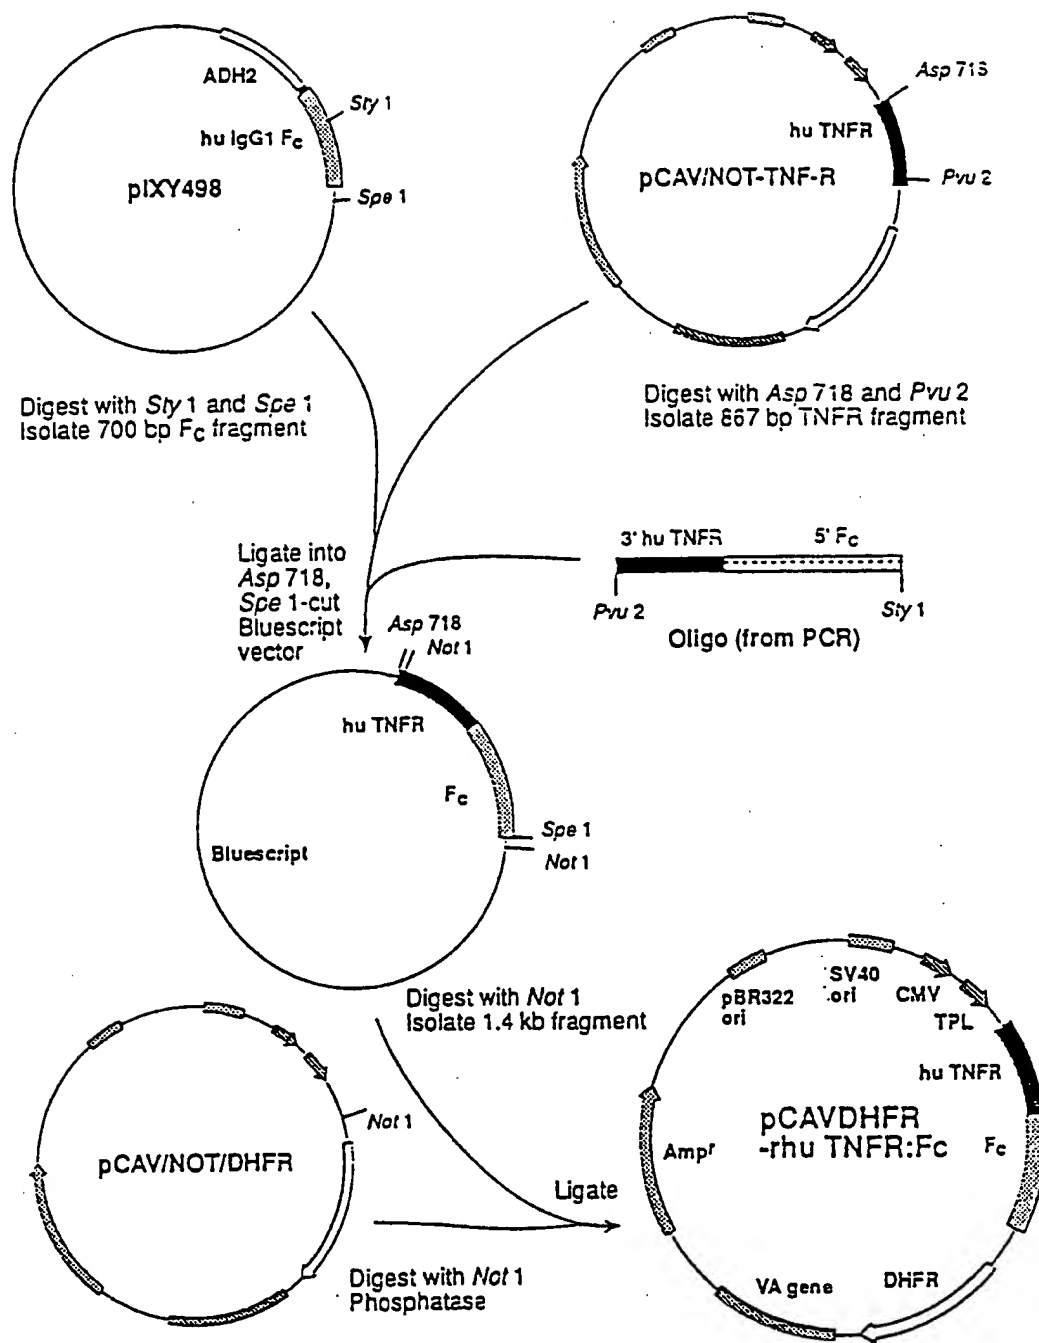 ADH2
Sty 1
hu IgG1 Fc
pIXY498
Spe 1
Asp 718
hu TNFR
pCAV/NOT-TNF-R
Pvu 2
Digest with Sty 1 and Spe 1
Isolate 700 bp Fc fragment
Digest with Asp 718 and Pvu 2
Isolate 867 bp TNFR fragment
3' hu TNFR
5' Fc
Pvu 2
Sty 1
Oligo (from PCR)
Ligate into
Asp 718,
Spe 1-cut
Bluescript
vector
Asp 718
Not 1
hu TNFR
Fc
Spe 1
Not 1
Bluescript
Digest with Not 1
Isolate 1.4 kb fragment
Not 1
pCAV/NOT/DHFR
Digest with Not 1
Phosphatase
Ligate
pBR322
ori
SV40
ori
CMV
TPL
hu TNFR
pCAVDHFR
-rhu TNFR:Fc
Fc
Ampr
VA gene
DHFR